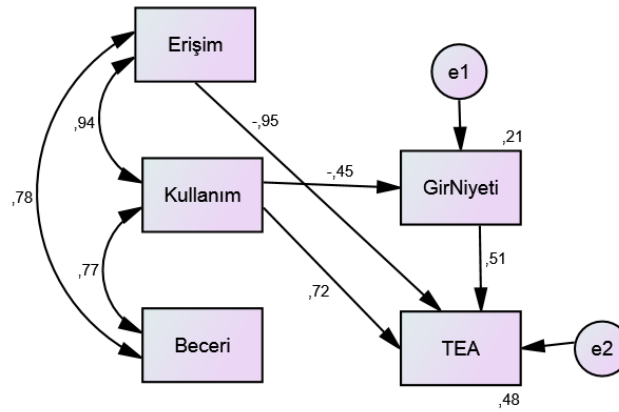 Erişim
e1
,94
-,95
,21
-,45
Kullanım
GirNiyeti
,78
,77
,72
,51
Beceri
TEA
e2
,48